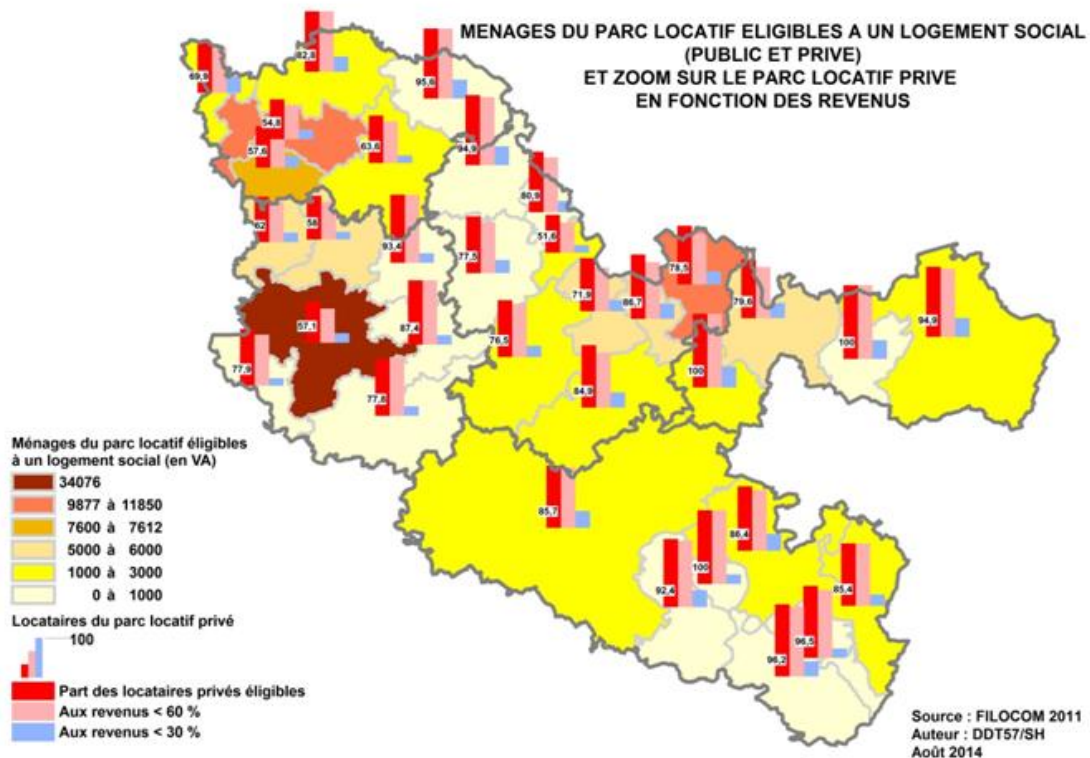 MENAGES DU PARC LOCATIF ELIGIBLES A UN LOGEMENT SOCIAL
(PUBLIC ET PRIVE)
ET ZOOM SUR LE PARC LOCATIF PRIVE
EN FONCTION DES REVENUS
82,8
69,9
95,6
54,8
57,6
63,6
94,9
80,9
62
56
93,4
77,5
51,6
78,5
71,9
86,7
79,6
57,1
87,4
76,5
100
94,9
77,9
77,8
84,9
100
85,7
86,4
100
92,4
85,4
96,5
96,2
Ménages du parc locatif éligibles
à un logement social (en VA)
34076
9877 à 11850
7600 à 7612
5000 à 6000
1000 à 3000
0 à 1000
Locataires du parc locatif privé
100
Part des locataires privés éligibles
Aux revenus < 60 %
Aux revenus < 30 %
Source : FILOCOM 2011
Auteur : DDT57/SH
Août 2014